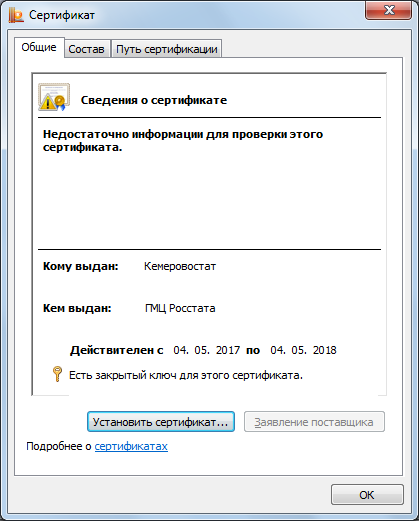 Сертификат
Общие Состав Путь сертификации
Сведения о сертификате
Недостаточно информации для проверки этого
сертификата.
Кому выдан: Кемеровостат
Кем выдан: ГМЦ Росстата
Действителен с 04. 05. 2017 по 04. 05. 2018
Есть закрытый ключ для этого сертификата.
Установить сертификат... Заявление поставщика
Подробнее о сертификатах
ОК